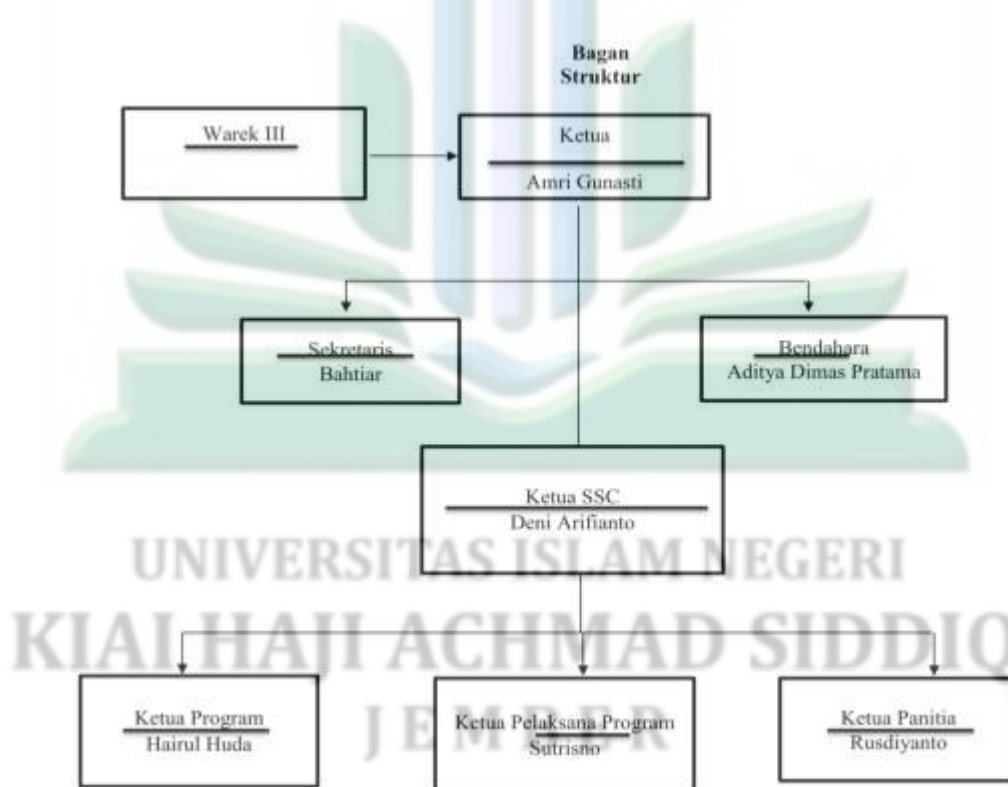 Bagan
Struktur
Warek III
Ketua
Amri Gunasti
Sekretaris
Bahtiar
Bendahara
Aditya Dimas Pratama
Ketua SSC
Deni Arifianto
UNIVERSITAS ISLAM NEGERI
KIAI HAJI ACHMAD SIDDIQ
Ketua Program
Hairul Huda
Ketua Pelaksana Program
Sutrisno
Ketua Panitia
Rusdiyanto
JEMBER